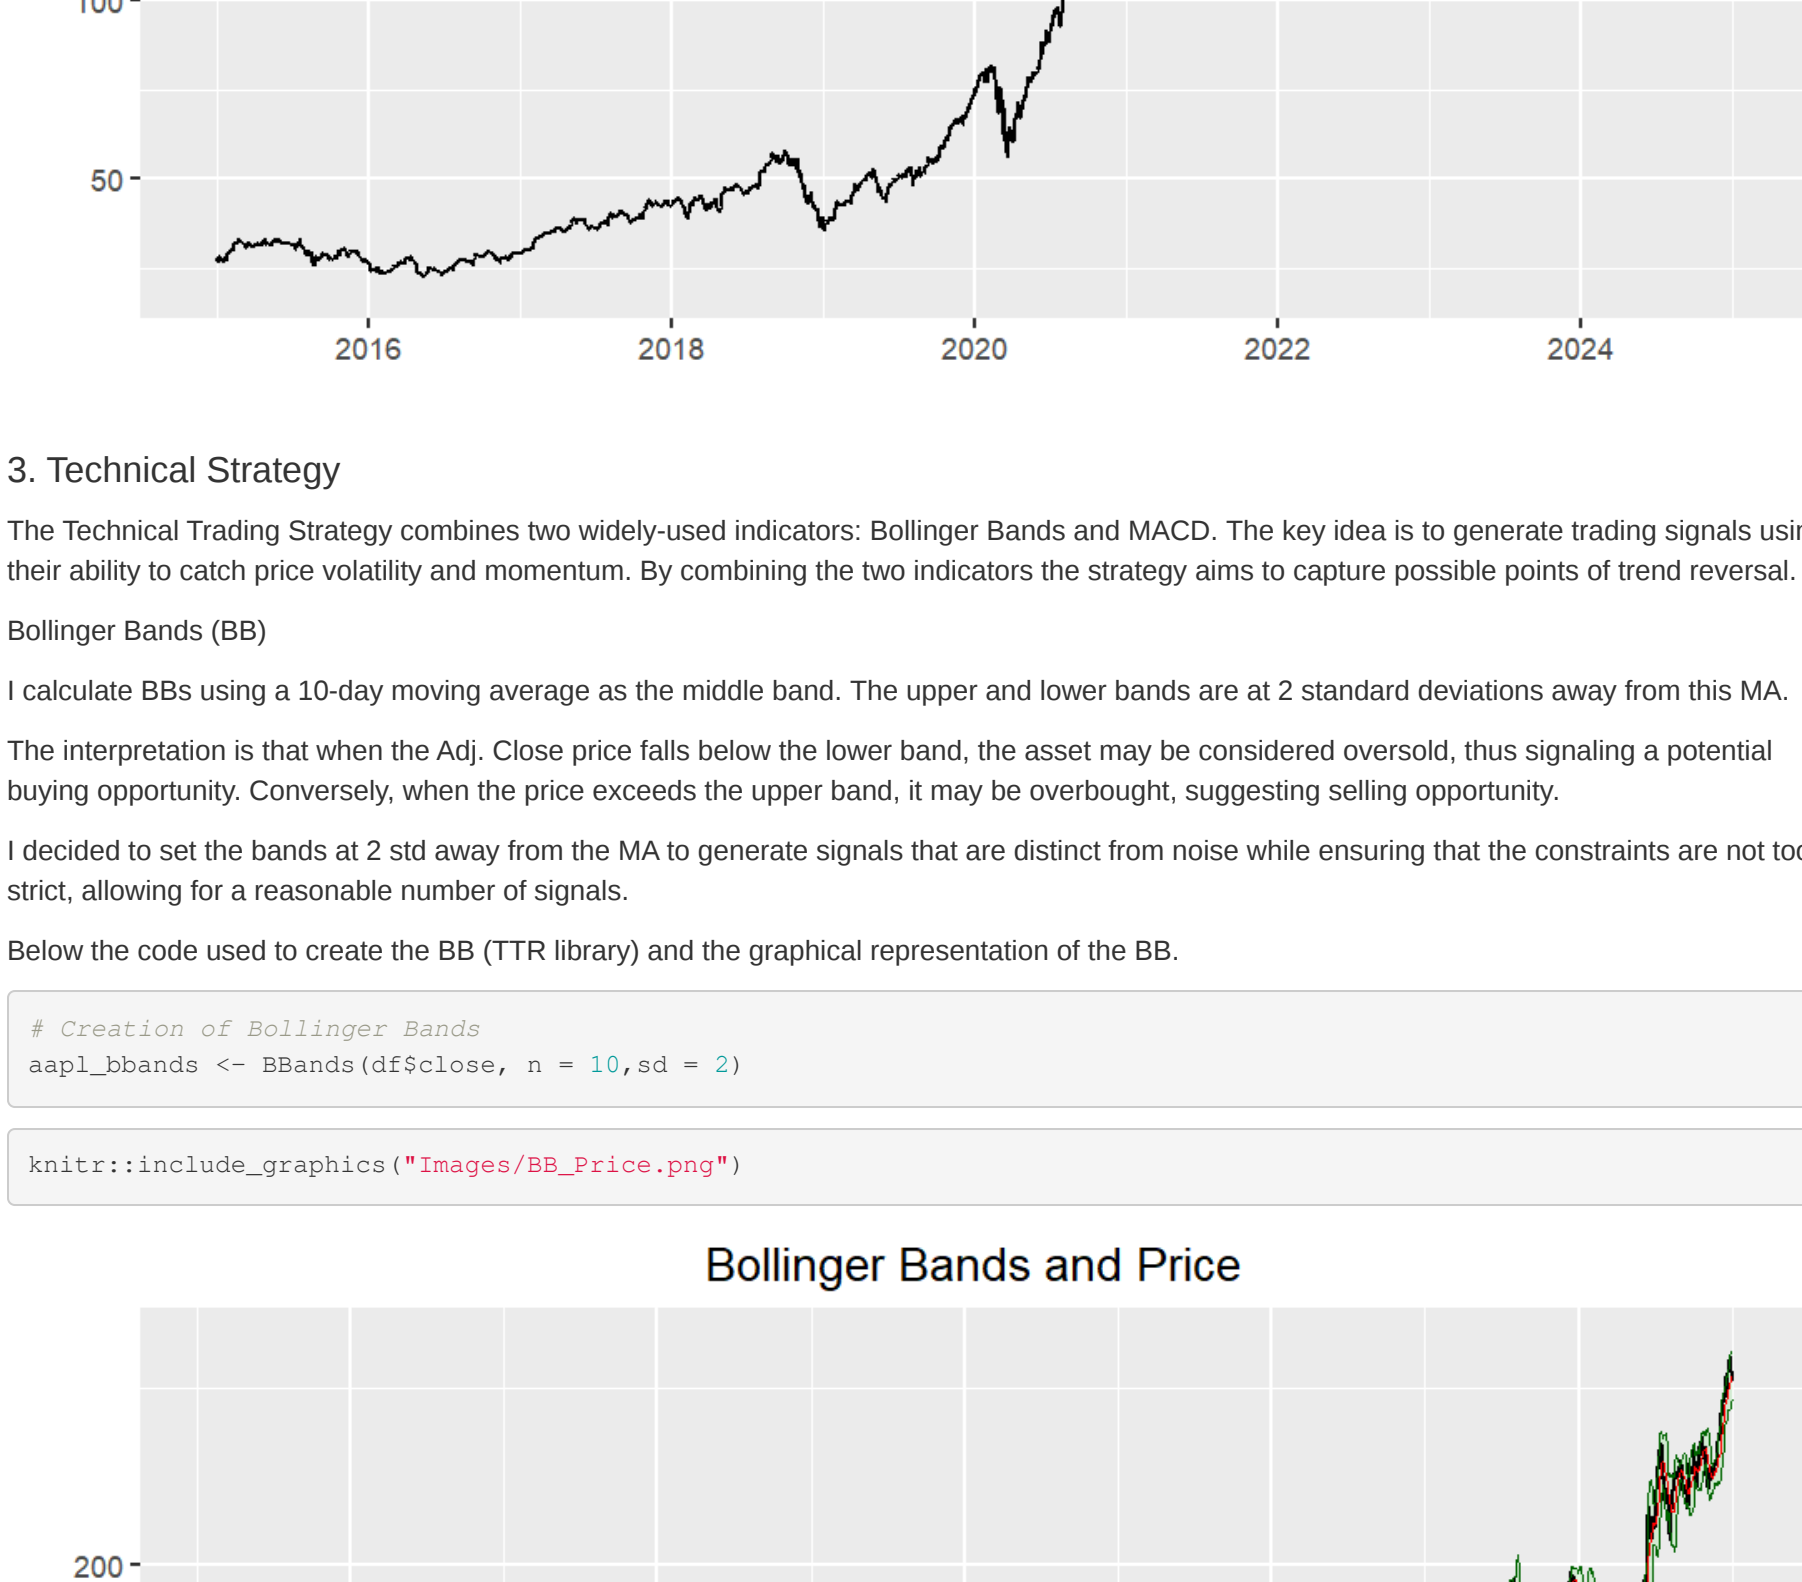 100
50
2016 2018 2020 2022 2024
3. Technical Strategy
The Technical Trading Strategy combines two widely-used indicators: Bollinger Bands and MACD. The key idea is to generate trading signals usin
their ability to catch price volatility and momentum. By combining the two indicators the strategy aims to capture possible points of trend reversal.
Bollinger Bands (BB)
I calculate BBs using a 10-day moving average as the middle band. The upper and lower bands are at 2 standard deviations away from this MA.
The interpretation is that when the Adj. Close price falls below the lower band, the asset may be considered oversold, thus signaling a potential
buying opportunity. Conversely, when the price exceeds the upper band, it may be overbought, suggesting selling opportunity.
I decided to set the bands at 2 std away from the MA to generate signals that are distinct from noise while ensuring that the constraints are not too
strict, allowing for a reasonable number of signals.
Below the code used to create the BB (TTR library) and the graphical representation of the BB.
# Creation of Bollinger Bands
aapl_bbands <- BBands(df$close, n = 10,sd = 2)
knitr::include_graphics("Images/BB_Price.png")
Bollinger Bands and Price
200